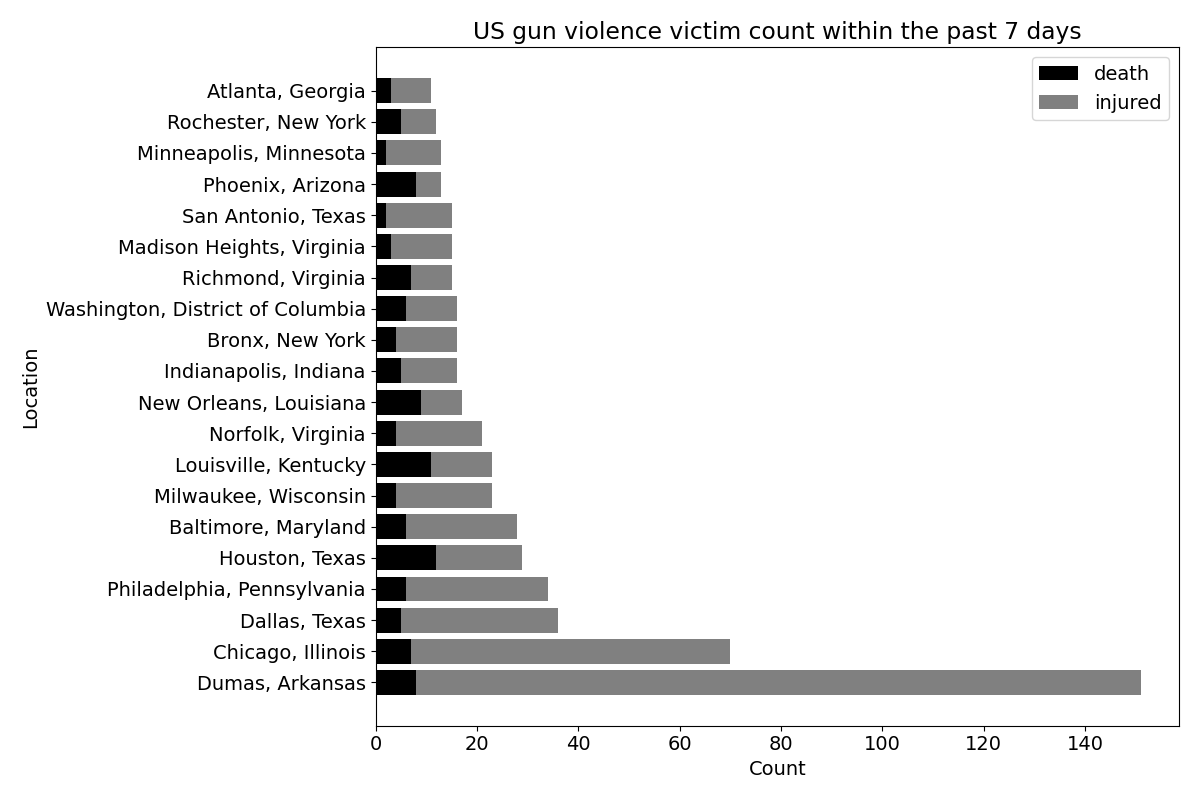 US gun violence victim count within the past 7 days
death
injured
Atlanta, Georgia
Rochester, New York
Minneapolis, Minnesota
Phoenix, Arizona
San Antonio, Texas
Madison Heights, Virginia
Richmond, Virginia
Washington, District of Columbia
Bronx, New York
Indianapolis, Indiana
New Orleans, Louisiana
Norfolk, Virginia
Louisville, Kentucky
Milwaukee, Wisconsin
Baltimore, Maryland
Houston, Texas
Philadelphia, Pennsylvania
Dallas, Texas
Chicago, Illinois
Dumas, Arkansas
Location
0 20 40 60 80 100 120 140
Count